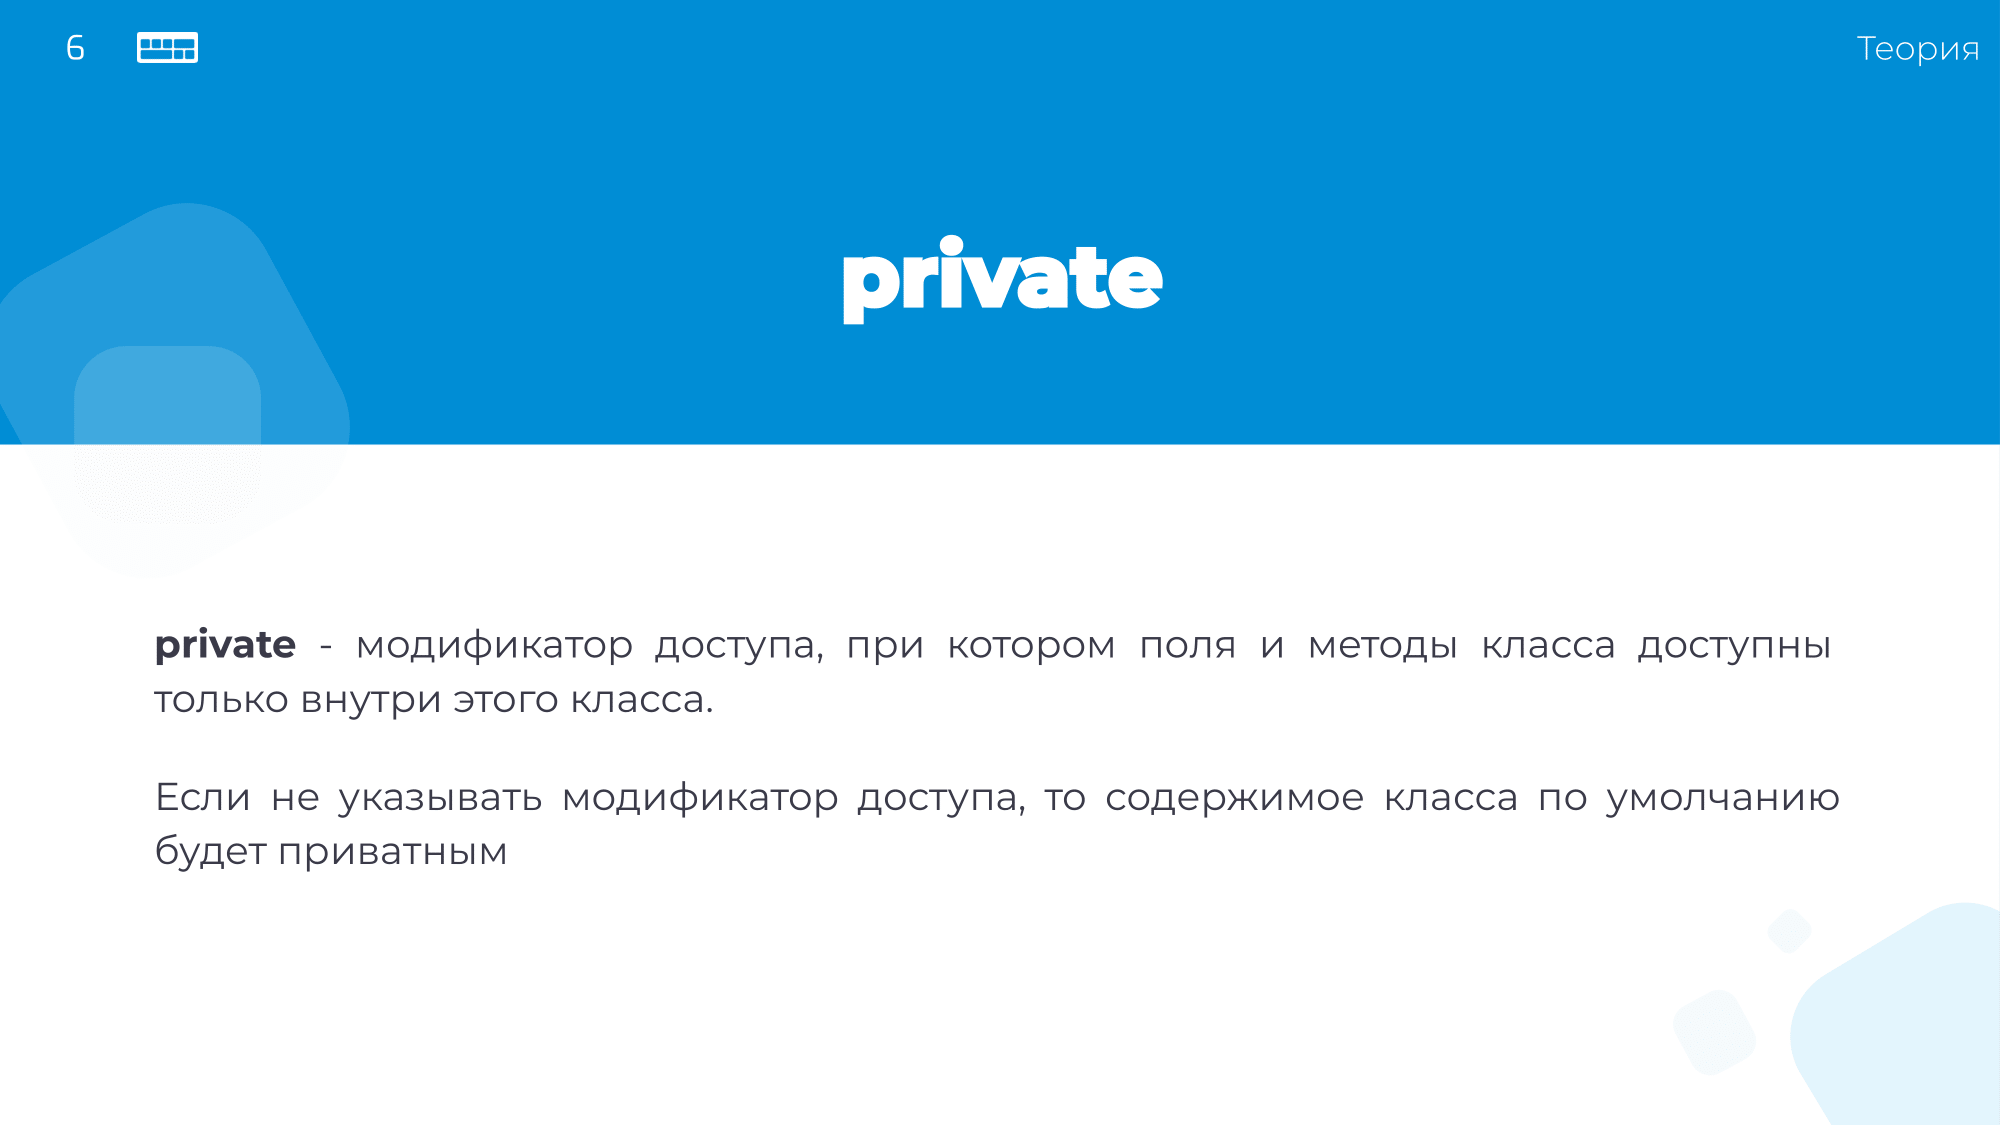 6
Теория
private
private - модификатор доступа, при котором поля и методы класса доступны
только внутри этого класса.
Если не указывать модификатор доступа, то содержимое класса по умолчанию
будет приватным